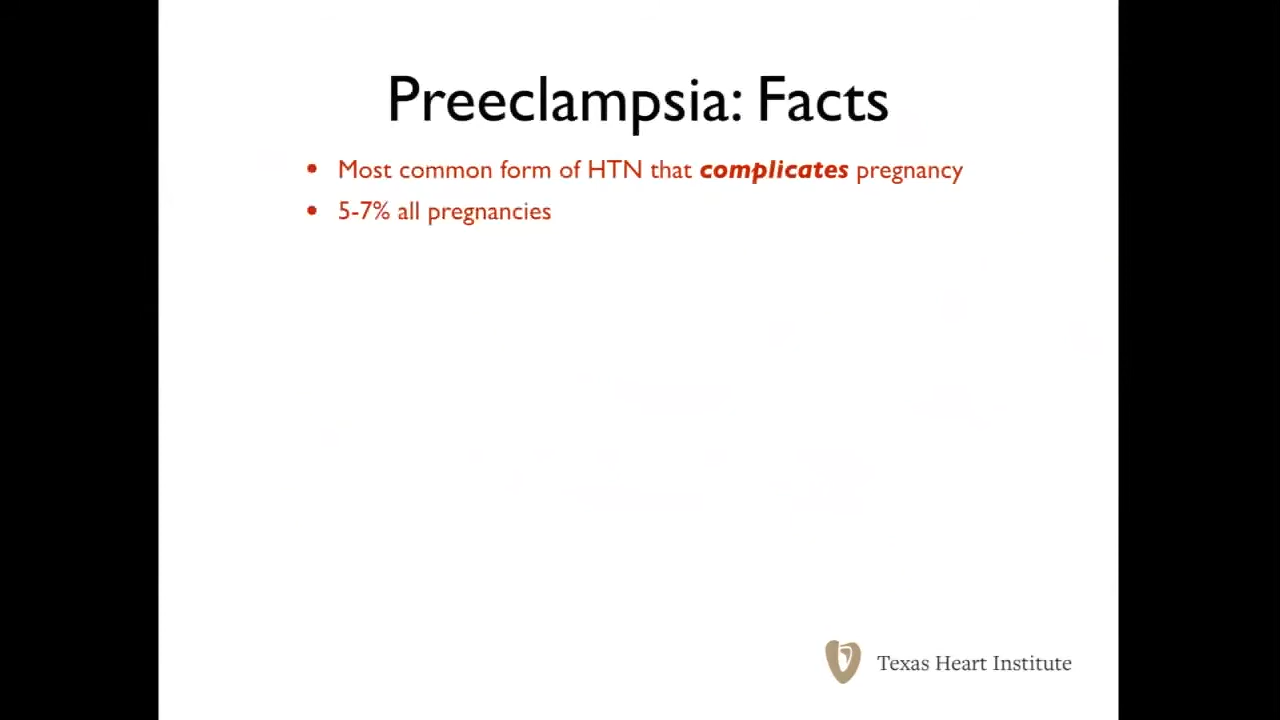 Preeclampsia: Facts
• Most common form of HTN that complicates pregnancy
• 5-7% all pregnancies
Texas Heart Institute